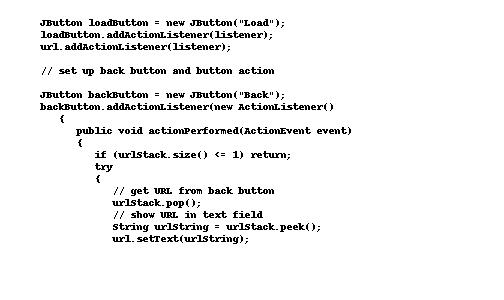 JButton loadButton = new JButton("Load");
loadButton.addActionListener(listener);
url.addActionListener(listener);
// set up back button and button action
JButton backButton = new JButton("Back");
backButton.addActionListener(new ActionListener()
{
public void actionPerformed(ActionEvent event)
{
if (urlStack.size() <= 1) return;
try
{
// get URL from back button
urlStack.pop();
// show URL in text field
String urlString = urlStack.peek();
url.setText(urlString);